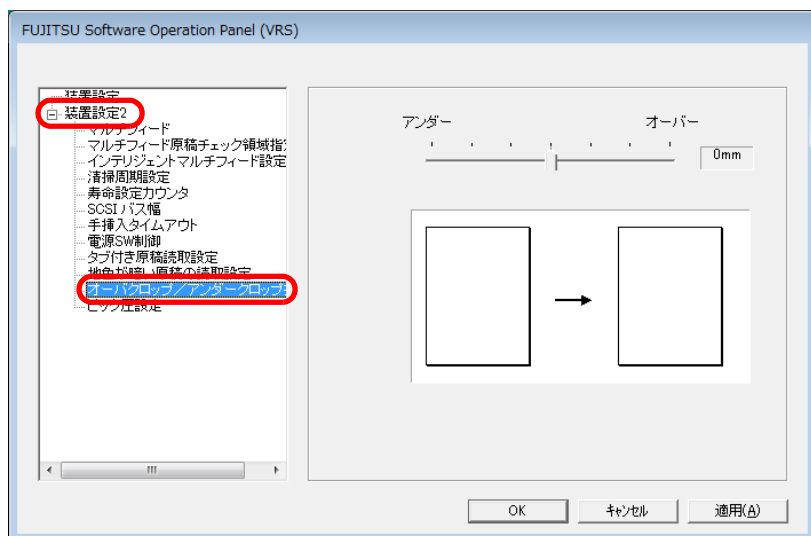 FUJITSU Software Operation Panel (VRS)
装置設定
装置設定2
マルチフィード
マルチフィード原稿チェック領域指
インテリジェントマルチフィード設定
清掃周期設定
寿命設定カウンタ
SCSI バス幅
手挿入タイムアウト
電源SW制御
タブ付き原稿読取設定
地色が暗い原稿の読取設定
オーバクロップ/アンダークロップ
ピック圧設定
アンダー オーバー
0mm
OK キャンセル 適用(A)